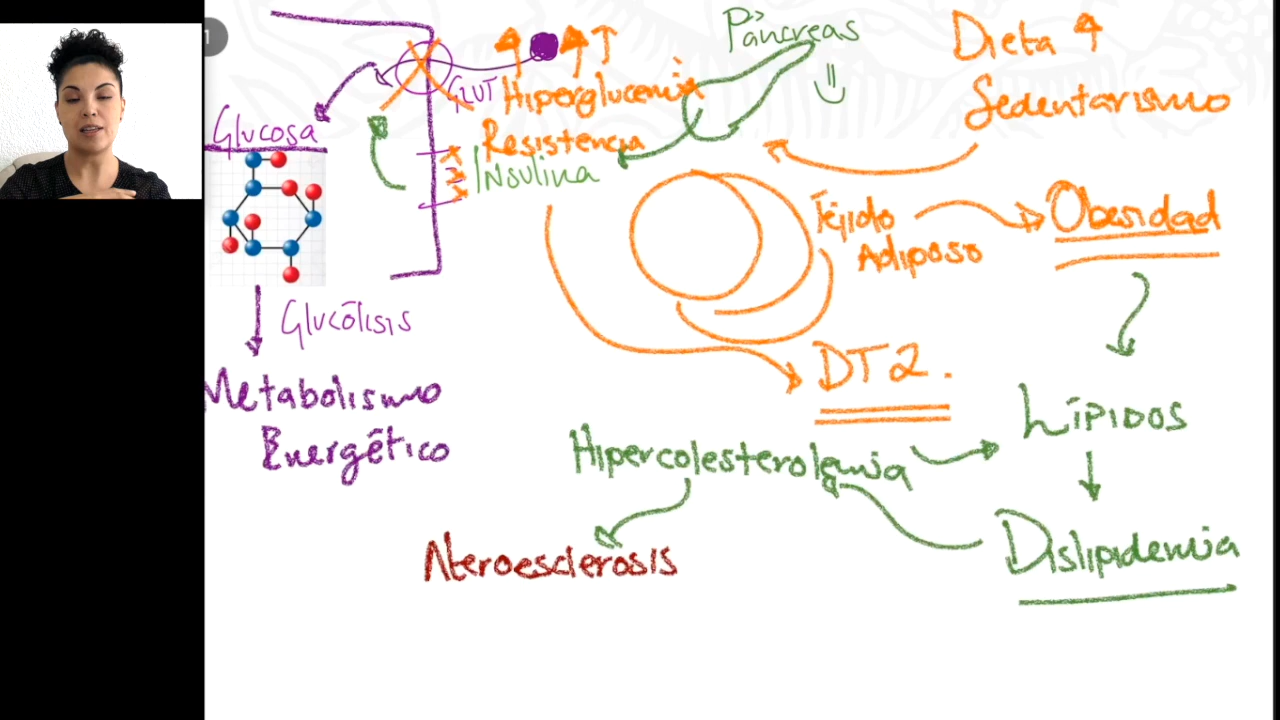 1
Páncreas
Dieta
Sedentarismo
GLUT
Hiperglucemia
Glucosa
Resistencia
Insulina
Tejido
Adiposo
Obesidad
Glucólisis
DT2.
Metabolismo
Energético
Lípidos
Hipercolesterolemia
Dislipidemia
Ateroesclerosis